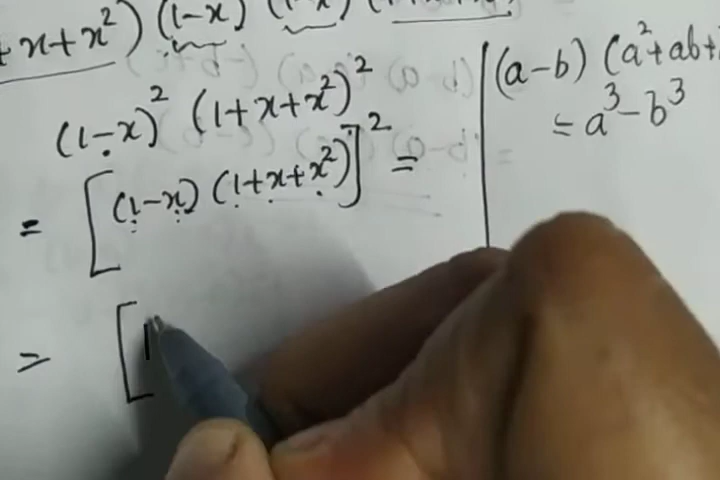 +x+x²) (1-x)
(1-x)² (1+x+x²)²
= [(1-x) (1+x+x²)]² =
= [1
(a-b) (a²+ab+
= a³-b³